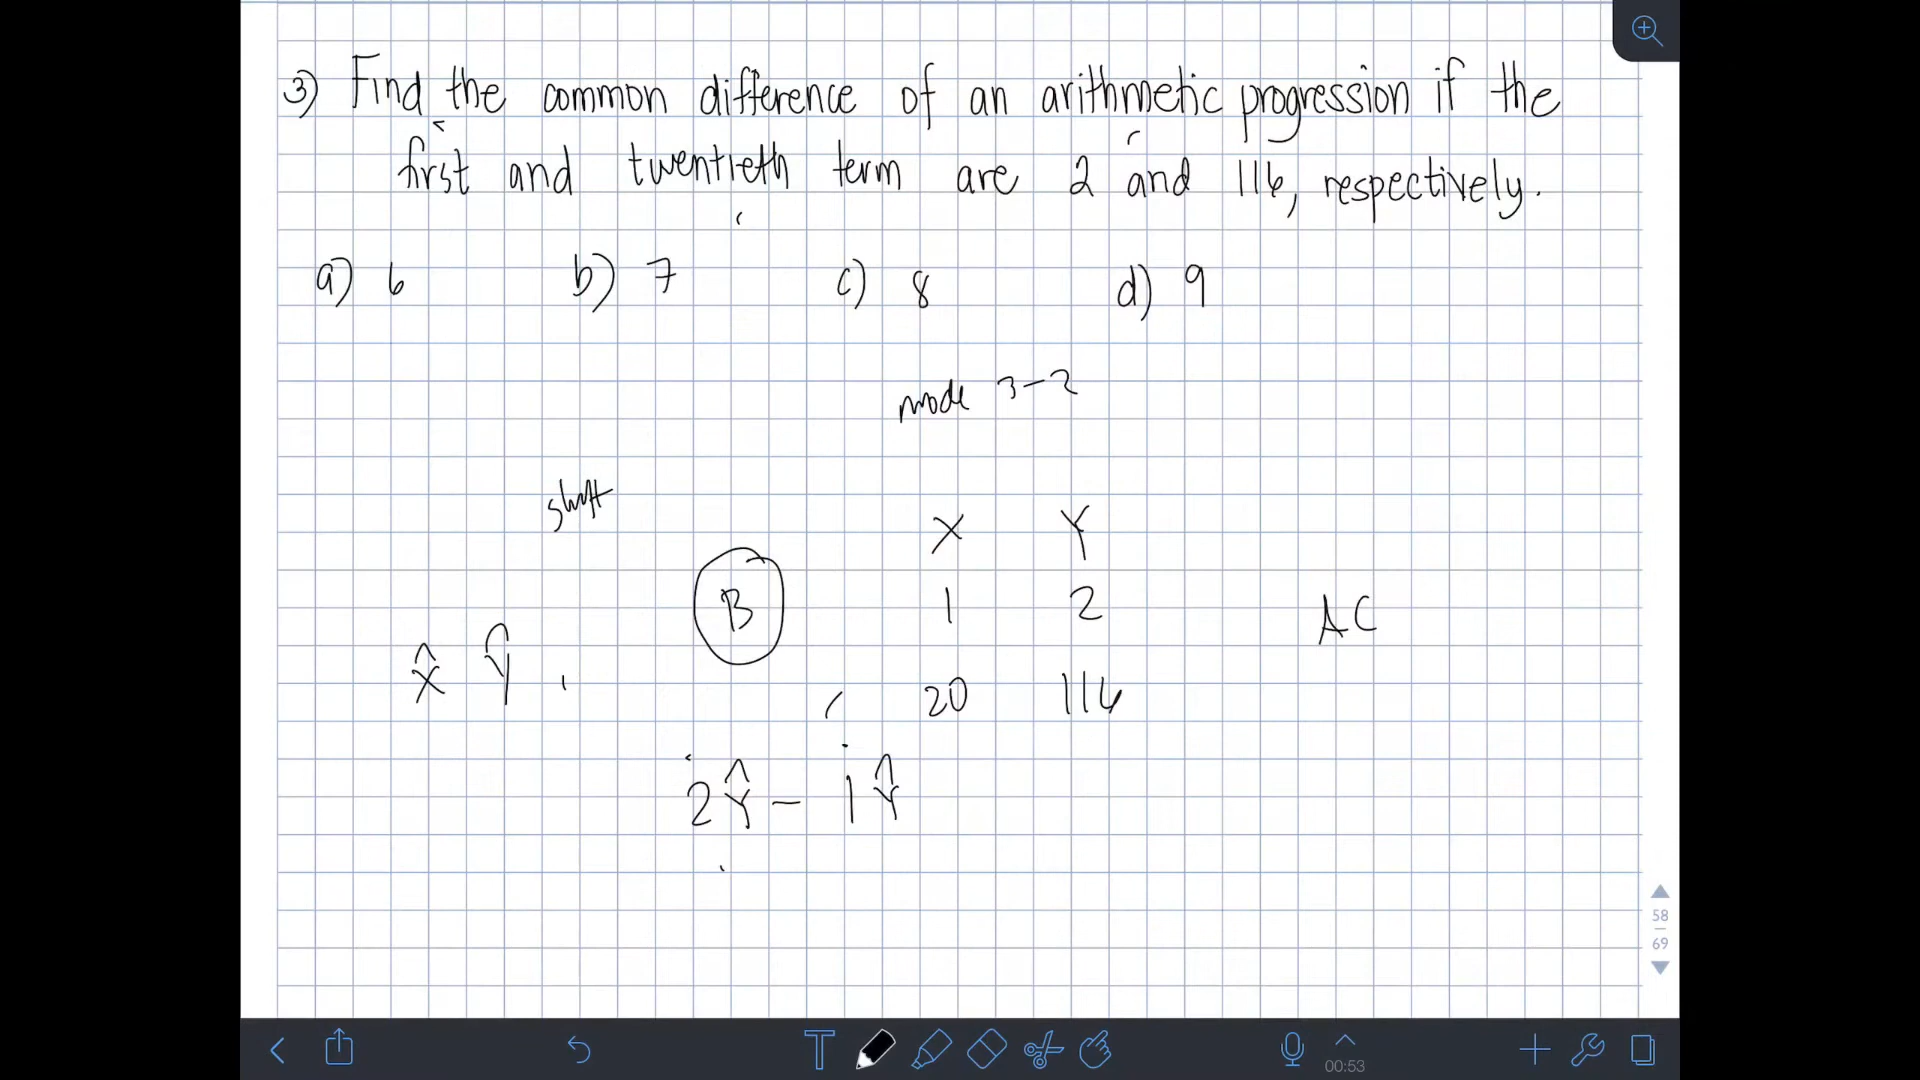 3) Find the common difference of an arithmetic progression if the
first and twentieth term are 2 and 116, respectively.
a) 6 b) 7 c) 8 d) 9
mode 3-2
shift
X Y
B 1 2 AC
x̂ ŷ
20 116
2ŷ - 1ŷ
58
69
00:53